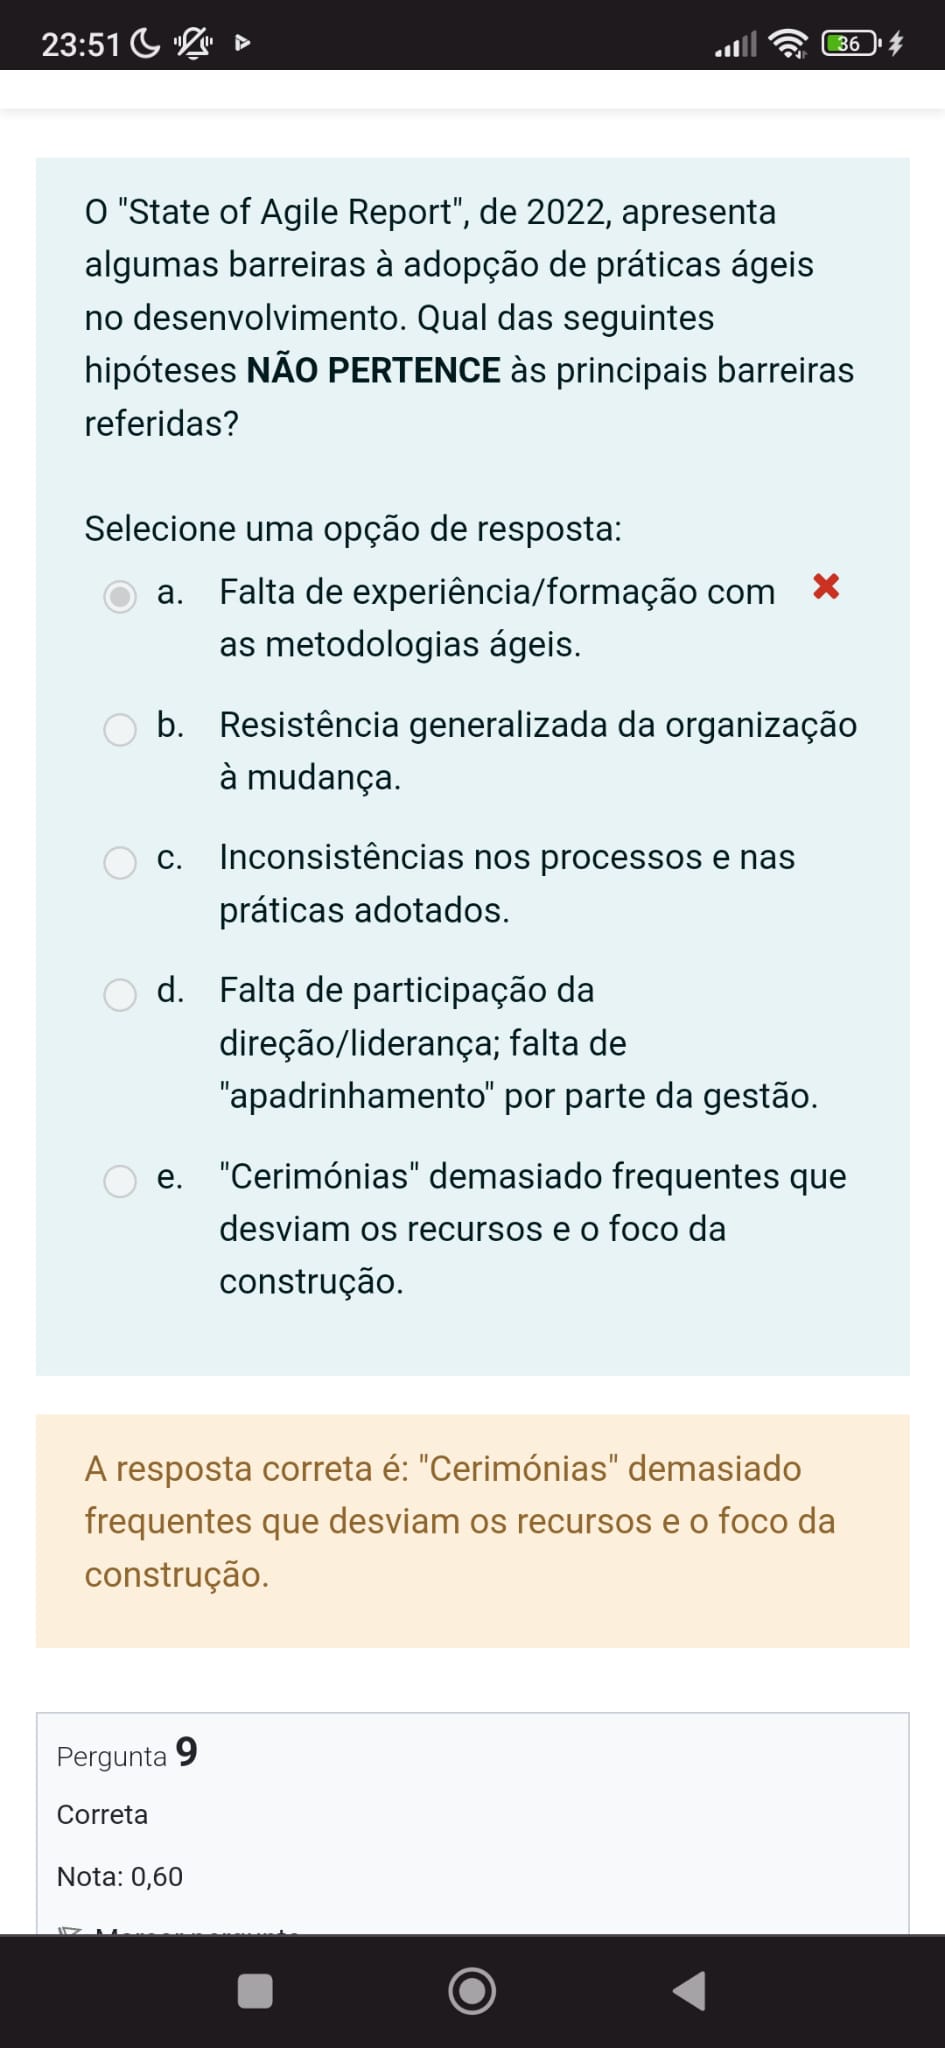 23:51
36
O "State of Agile Report", de 2022, apresenta
algumas barreiras à adopção de práticas ágeis
no desenvolvimento. Qual das seguintes
hipóteses NÃO PERTENCE às principais barreiras
referidas?
Selecione uma opção de resposta:
a. Falta de experiência/formação com
as metodologias ágeis.
b. Resistência generalizada da organização
à mudança.
c. Inconsistências nos processos e nas
práticas adotados.
d. Falta de participação da
direção/liderança; falta de
"apadrinhamento" por parte da gestão.
e. "Cerimónias" demasiado frequentes que
desviam os recursos e o foco da
construção.
A resposta correta é: "Cerimónias" demasiado
frequentes que desviam os recursos e o foco da
construção.
Pergunta 9
Correta
Nota: 0,60